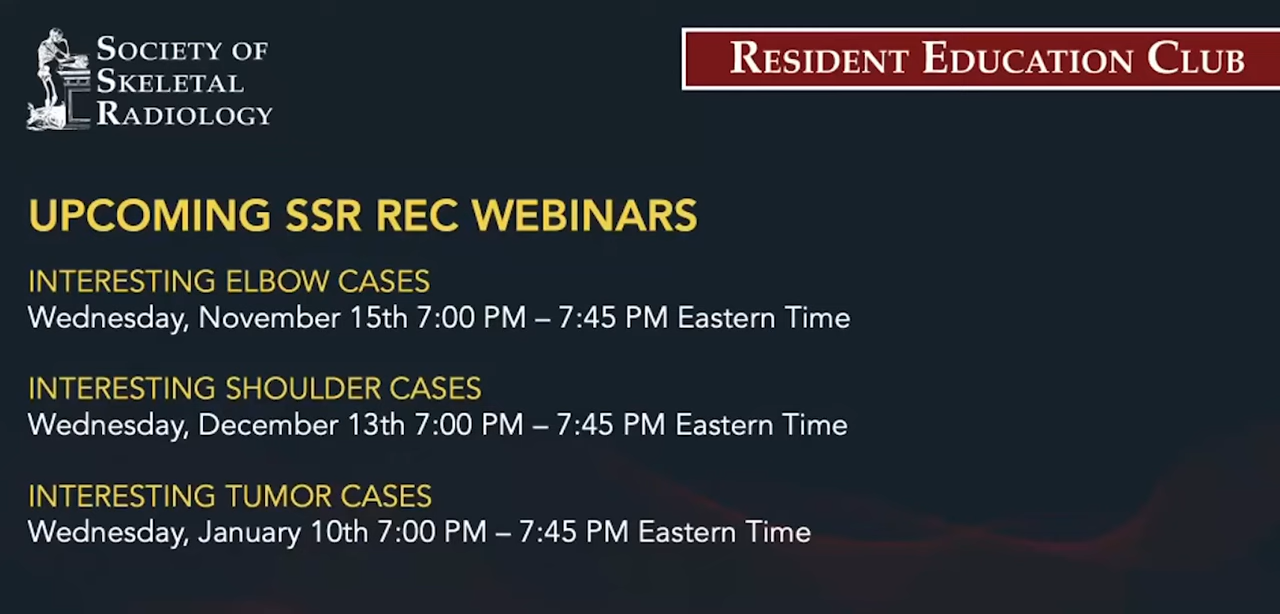 SOCIETY OF
SKELETAL
RADIOLOGY
RESIDENT EDUCATION CLUB
UPCOMING SSR REC WEBINARS
INTERESTING ELBOW CASES
Wednesday, November 15th 7:00 PM – 7:45 PM Eastern Time
INTERESTING SHOULDER CASES
Wednesday, December 13th 7:00 PM – 7:45 PM Eastern Time
INTERESTING TUMOR CASES
Wednesday, January 10th 7:00 PM – 7:45 PM Eastern Time